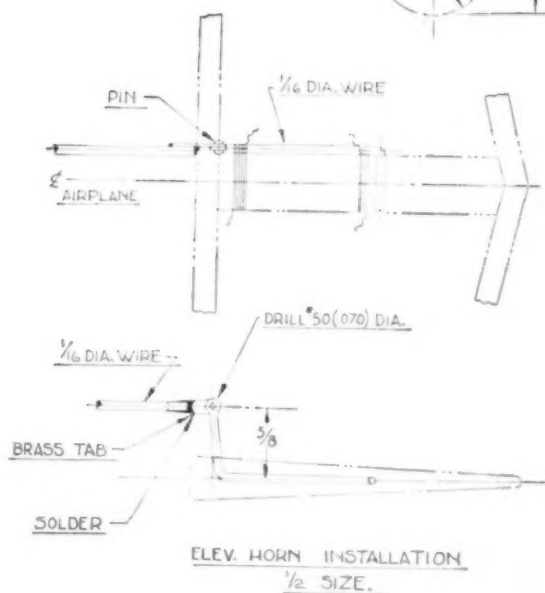 PIN
1/16 DIA. WIRE
℄
AIRPLANE
DRILL #50 (.070) DIA.
1/16 DIA. WIRE
5/8
BRASS TAB
SOLDER
ELEV. HORN INSTALLATION
1/2 SIZE.